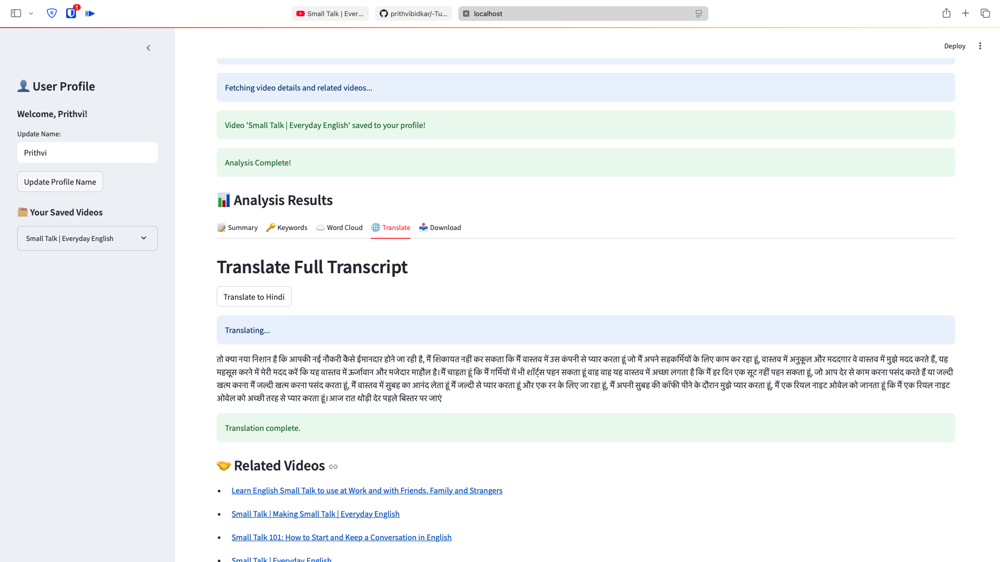 1
Small Talk | Ever...
prithvibidkar/-Tu...
localhost
Deploy
User Profile
Welcome, Prithvi!
Update Name:
Prithvi
Update Profile Name
Your Saved Videos
Small Talk | Everyday English
Fetching video details and related videos...
Video 'Small Talk | Everyday English' saved to your profile!
Analysis Complete!
Analysis Results
Summary
Keywords
Word Cloud
Translate
Download
Translate Full Transcript
Translate to Hindi
Translating...
तो क्या नया निशान है कि आपकी नई नौकरी कैसे ईमानदार होने जा रही है, मैं शिकायत नहीं कर सकता कि मैं वास्तव में उस कंपनी से प्यार करता हूं जो मैं अपने सहकर्मियों के लिए काम कर रहा हूं, वास्तव में अनुकूल और मददगार वे वास्तव में मुझे मदद करते हैं, यह
महसूस करने में मेरी मदद करें कि यह वास्तव में ऊर्जावान और मजेदार माहौल है। मैं चाहता हूं कि मैं गर्मियों में भी शॉर्ट्स पहन सकता हूं वाह वाह यह वास्तव में अच्छा लगता है कि मैं हर दिन एक सूट नहीं पहन सकता हूं, जो आप देर से काम करना पसंद करते हैं या जल्दी
खत्म करना मैं जल्दी खत्म करना पसंद करता हूं, मैं वास्तव में सुबह का आनंद लेता हूं मैं जल्दी से प्यार करता हूं और एक रन के लिए जा रहा हूं, मैं अपनी सुबह की कॉफी पीने के दौरान मुझे प्यार करता हूं, मैं एक रियल नाइट ओवेल को जानता हूं कि मैं एक रियल नाइट
ओवेल को अच्छी तरह से प्यार करता हूं। आज रात थोड़ी देर पहले बिस्तर पर जाएं
Translation complete.
Related Videos
Learn English Small Talk to use at Work and with Friends, Family and Strangers
Small Talk | Making Small Talk | Everyday English
Small Talk 101: How to Start and Keep a Conversation in English
Small Talk | Everyday English